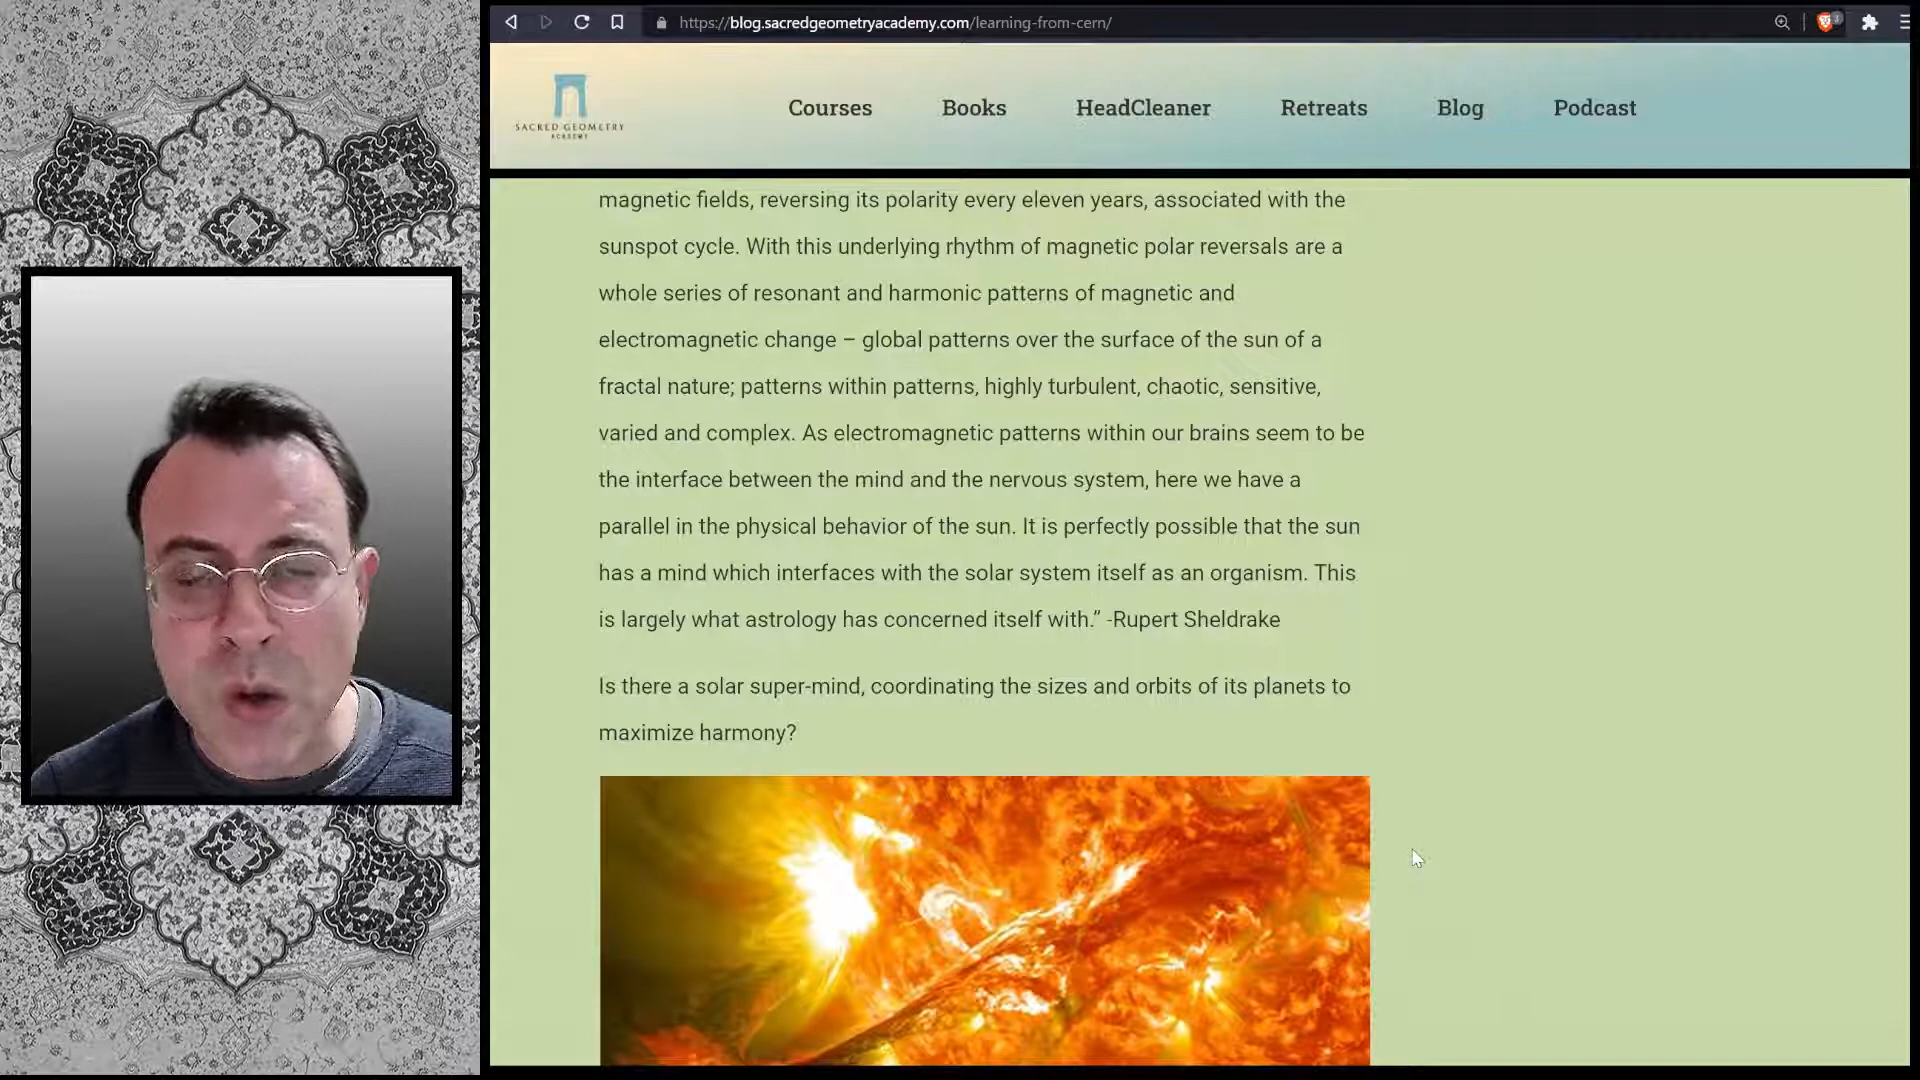 https://blog.sacredgeometryacademy.com/learning-from-cern/
3
SACRED GEOMETRY
ACADEMY
Courses
Books
HeadCleaner
Retreats
Blog
Podcast
magnetic fields, reversing its polarity every eleven years, associated with the
sunspot cycle. With this underlying rhythm of magnetic polar reversals are a
whole series of resonant and harmonic patterns of magnetic and
electromagnetic change – global patterns over the surface of the sun of a
fractal nature; patterns within patterns, highly turbulent, chaotic, sensitive,
varied and complex. As electromagnetic patterns within our brains seem to be
the interface between the mind and the nervous system, here we have a
parallel in the physical behavior of the sun. It is perfectly possible that the sun
has a mind which interfaces with the solar system itself as an organism. This
is largely what astrology has concerned itself with.” -Rupert Sheldrake
Is there a solar super-mind, coordinating the sizes and orbits of its planets to
maximize harmony?